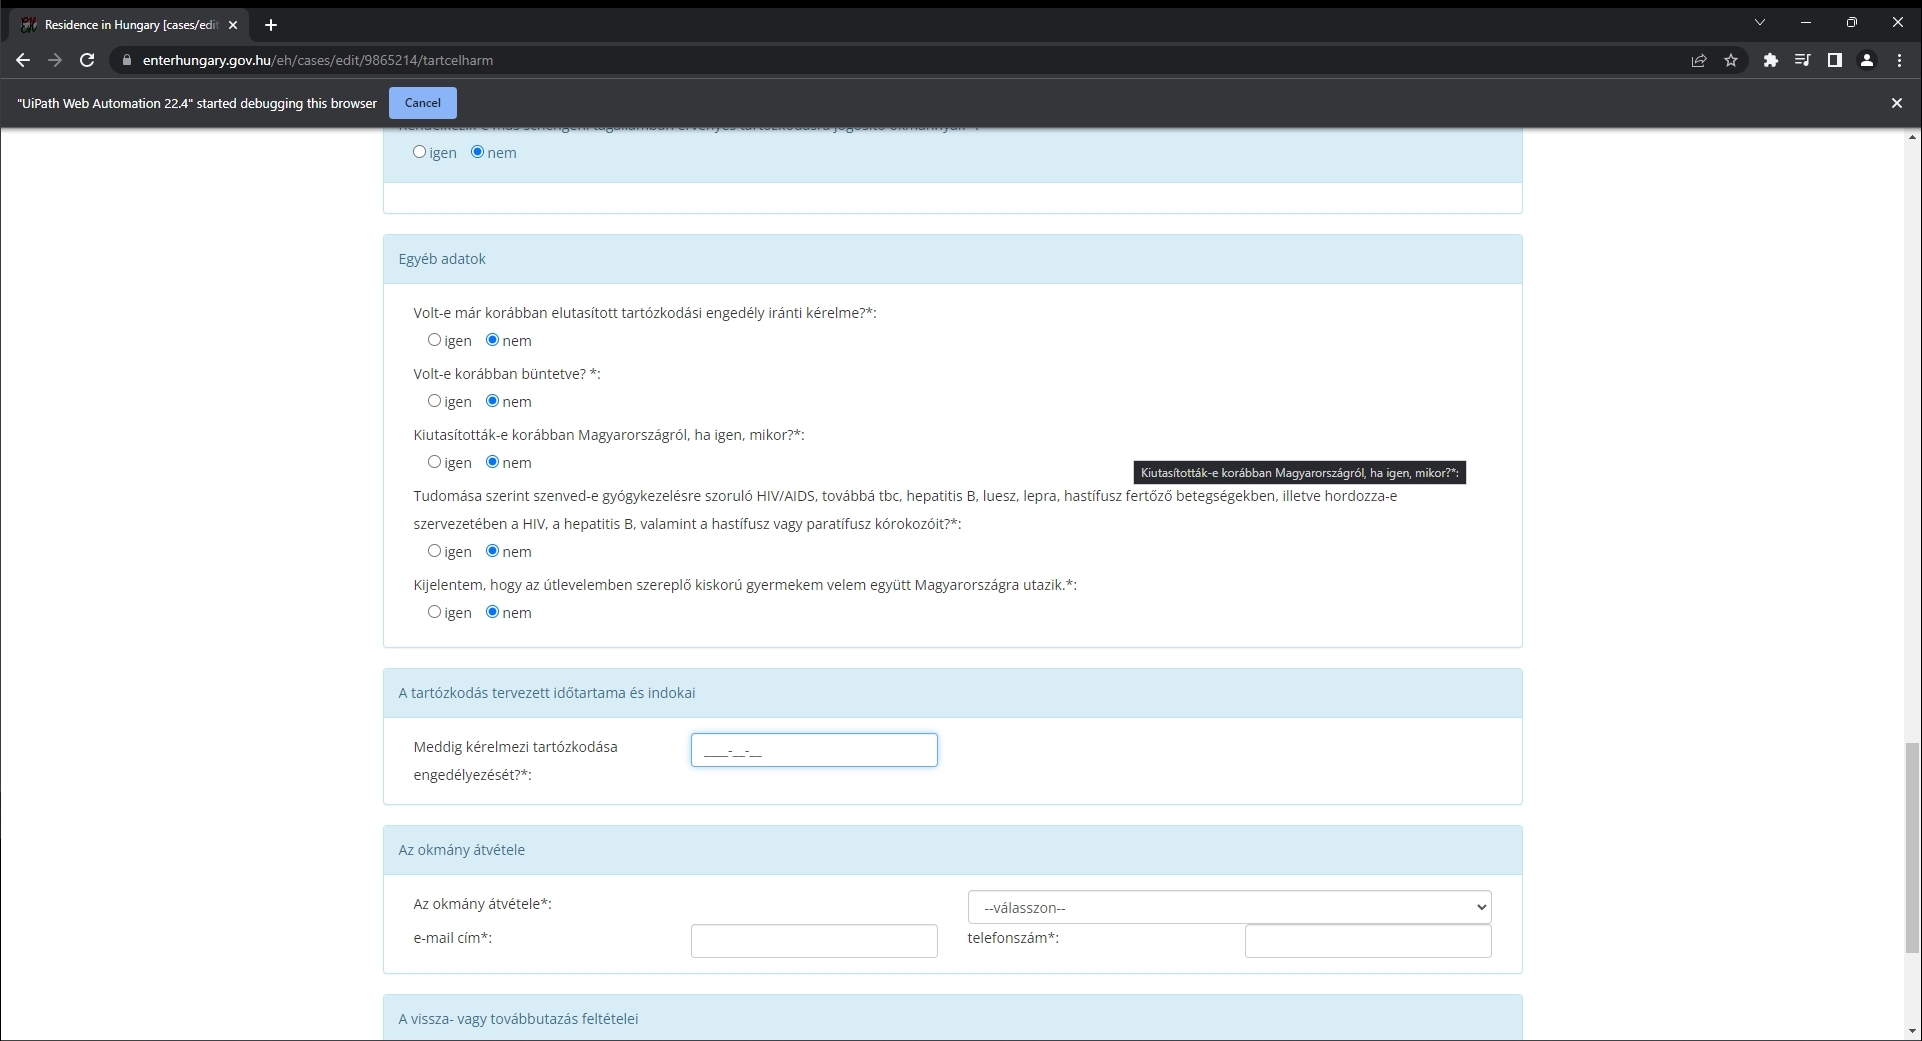 Residence in Hungary [cases/edit
enterhungary.gov.hu/eh/cases/edit/9865214/tartcelharm
"UiPath Web Automation 22.4" started debugging this browser Cancel
igen nem
Egyéb adatok
Volt-e már korábban elutasított tartózkodási engedély iránti kérelme?*:
igen nem
Volt-e korábban büntetve? *:
igen nem
Kiutasították-e korábban Magyarországról, ha igen, mikor?*:
igen nem
Kiutasították-e korábban Magyarországról, ha igen, mikor?*:
Tudomása szerint szenved-e gyógykezelésre szoruló HIV/AIDS, továbbá tbc, hepatitis B, luesz, lepra, hastífusz fertőző betegségekben, illetve hordozza-e
szervezetében a HIV, a hepatitis B, valamint a hastífusz vagy paratífusz kórokozóit?*:
igen nem
Kijelentem, hogy az útlevelemben szereplő kiskorú gyermekem velem együtt Magyarországra utazik.*:
igen nem
A tartózkodás tervezett időtartama és indokai
Meddig kérelmezi tartózkodása
engedélyezését?*:
____-__-__
Az okmány átvétele
Az okmány átvétele*: --válasszon--
e-mail cím*: telefonszám*:
A vissza- vagy továbbutazás feltételei